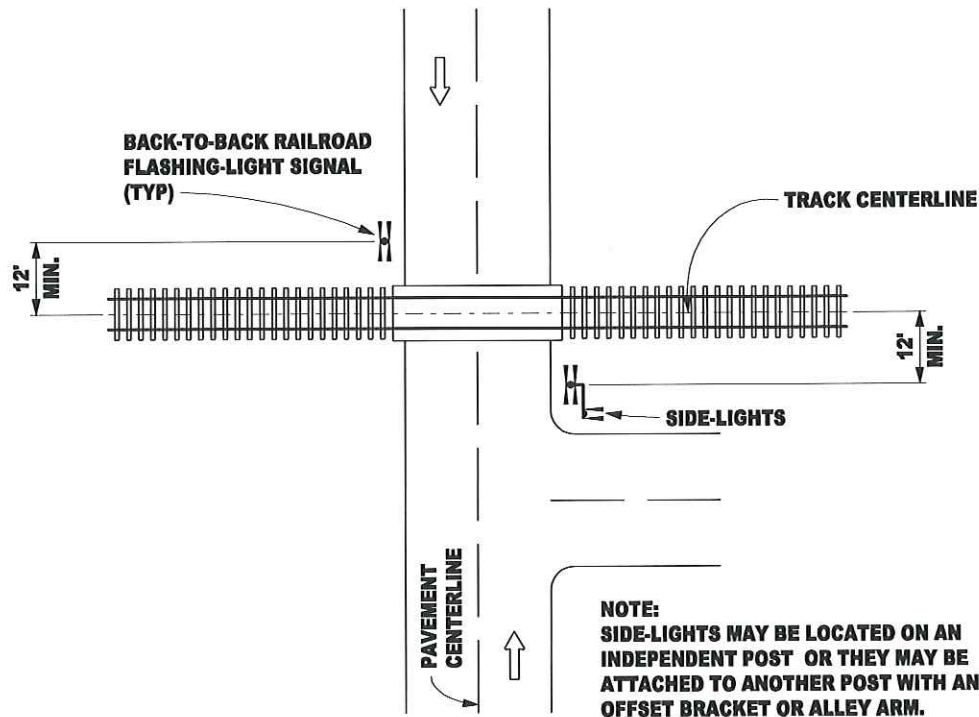 BACK-TO-BACK RAILROAD
FLASHING-LIGHT SIGNAL
(TYP)
TRACK CENTERLINE
12'
MIN.
12'
MIN.
SIDE-LIGHTS
PAVEMENT
CENTERLINE
NOTE:
SIDE-LIGHTS MAY BE LOCATED ON AN
INDEPENDENT POST OR THEY MAY BE
ATTACHED TO ANOTHER POST WITH AN
OFFSET BRACKET OR ALLEY ARM.